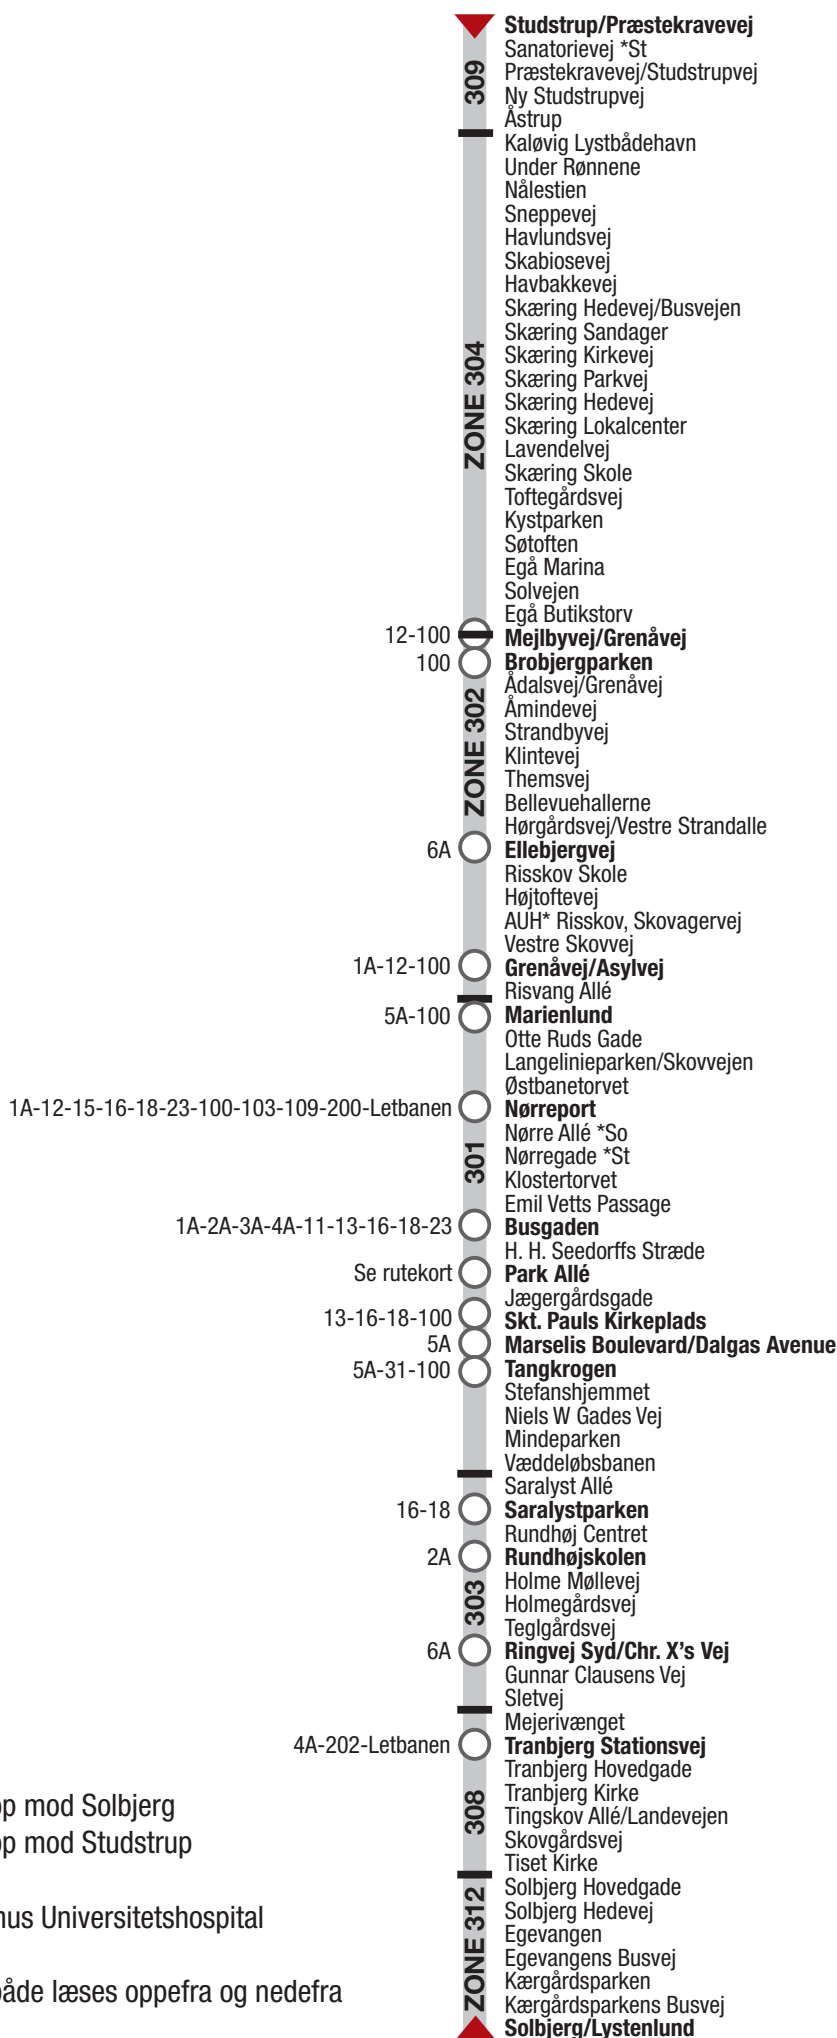 Studstrup/Præstekravevej
Sanatorievej *St
309
Præstekravevej/Studstrupvej
Ny Studstrupvej
Åstrup
Kaløvig Lystbådehavn
Under Rønnene
Nålestien
Sneppevej
Havlundsvej
Skabiosevej
Havbakkevej
Skæring Hedevej/Busvejen
Skæring Sandager
ZONE 304
Skæring Kirkevej
Skæring Parkvej
Skæring Hedevej
Skæring Lokalcenter
Lavendelvej
Skæring Skole
Toftegårdsvej
Kystparken
Søtoften
Egå Marina
Solvejen
Egå Butikstorv
12-100 Mejlbyvej/Grenåvej
100 Brobjergparken
Ådalsvej/Grenåvej
ZONE 302
Åmindevej
Strandbyvej
Klintevej
Themsvej
Bellevuehallerne
Hørgårdsvej/Vestre Strandalle
6A Ellebjergvej
Risskov Skole
Højtoftevej
AUH* Risskov, Skovagervej
Vestre Skovvej
1A-12-100 Grenåvej/Asylvej
Risvang Allé
5A-100 Marienlund
Otte Ruds Gade
Langelinieparken/Skovvejen
Østbanetorvet
1A-12-15-16-18-23-100-103-109-200-Letbanen Nørreport
Nørre Allé *So
301
Nørregade *St
Klostertorvet
Emil Vetts Passage
1A-2A-3A-4A-11-13-16-18-23 Busgaden
H. H. Seedorffs Stræde
Se rutekort Park Allé
Jægergårdsgade
13-16-18-100 Skt. Pauls Kirkeplads
5A Marselis Boulevard/Dalgas Avenue
5A-31-100 Tangkrogen
Stefanshjemmet
Niels W Gades Vej
Mindeparken
Væddeløbsbanen
Saralyst Allé
16-18 Saralystparken
Rundhøj Centret
2A Rundhøjskolen
303
Holme Møllevej
Holmegårdsvej
Teglgårdsvej
6A Ringvej Syd/Chr. X's Vej
Gunnar Clausens Vej
Sletvej
Mejerivænget
4A-202-Letbanen Tranbjerg Stationsvej
Tranbjerg Hovedgade
308
Tranbjerg Kirke
Tingskov Allé/Landevejen
Skovgårdsvej
Tiset Kirke
ZONE 312
Solbjerg Hovedgade
Solbjerg Hedevej
Egevangen
Egevangens Busvej
Kærgårdsparken
Kærgårdsparkens Busvej
Solbjerg/Lystenlund
op mod Solbjerg
op mod Studstrup
hus Universitetshospital
både læses oppefra og nedefra